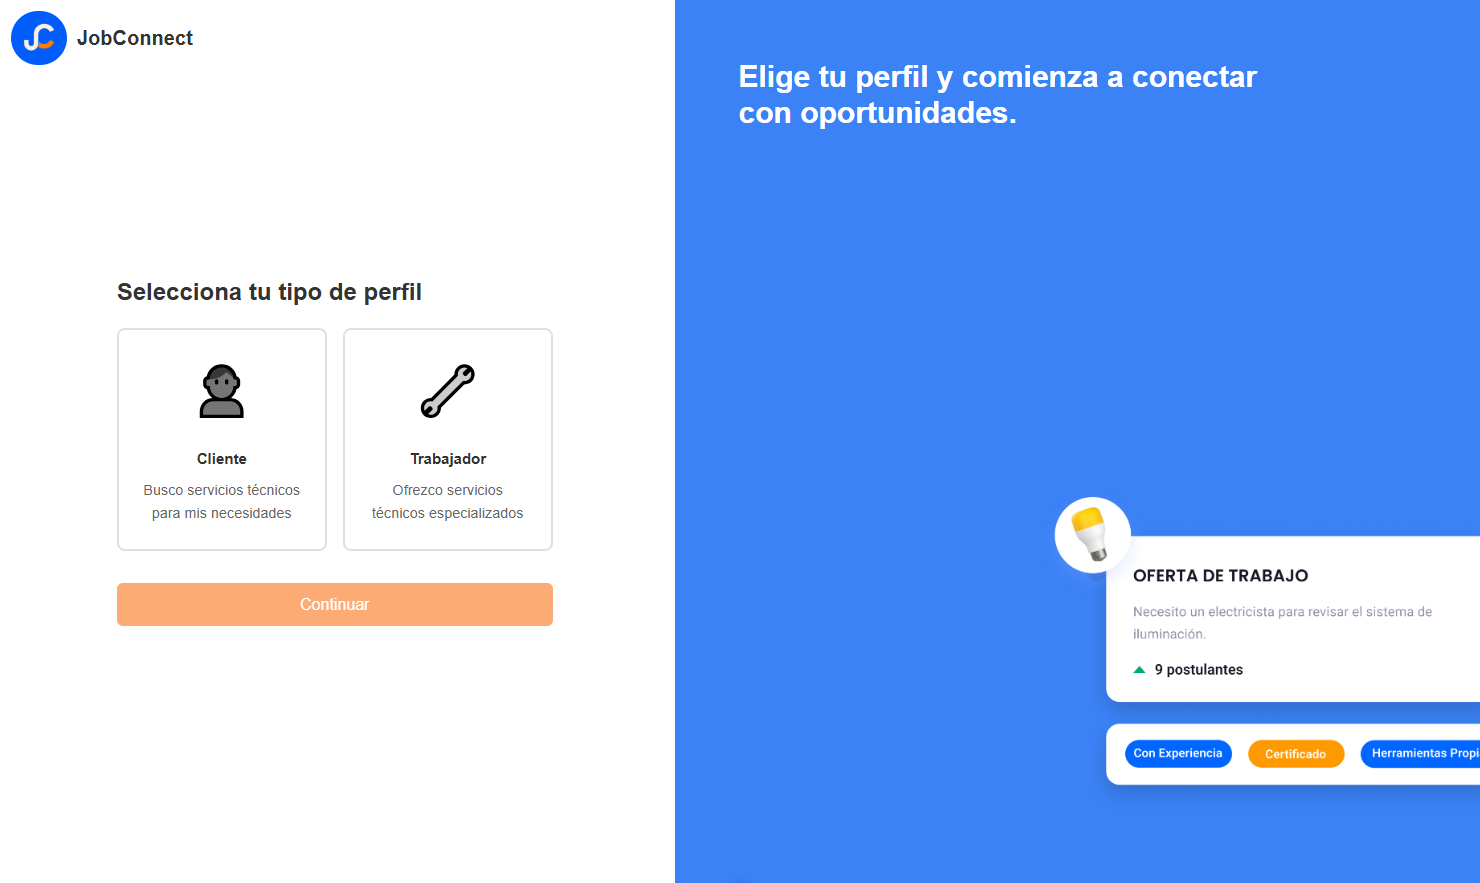 JobConnect
Selecciona tu tipo de perfil
Cliente
Busco servicios técnicos
para mis necesidades
Trabajador
Ofrezco servicios
técnicos especializados
Continuar
Elige tu perfil y comienza a conectar
con oportunidades.
OFERTA DE TRABAJO
Necesito un electricista para revisar el sistema de
iluminación.
9 postulantes
Con Experiencia
Certificado
Herramientas Propi